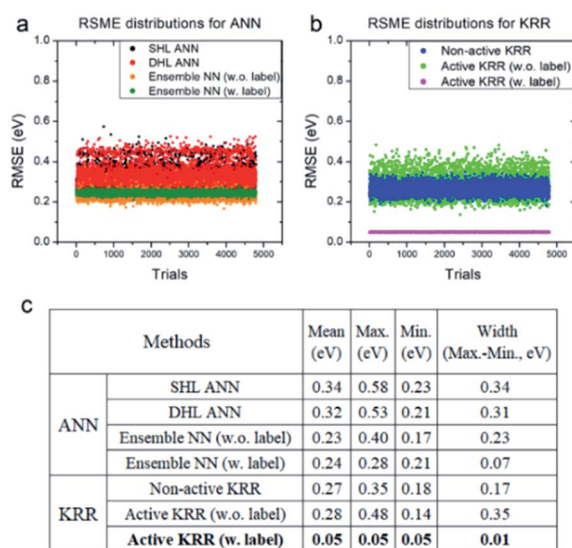 a
RSME distributions for ANN
1.0
0.8
0.6
0.4
0.2
0.0
RMSE (eV)
SHL ANN
DHL ANN
Ensemble NN (w.o. label)
Ensemble NN (w. label)
0 1000 2000 3000 4000 5000
Trials
b
RSME distributions for KRR
1.0
0.8
0.6
0.4
0.2
0.0
RMSE (eV)
Non-active KRR
Active KRR (w.o label)
Active KRR (w. label)
0 1000 2000 3000 4000 5000
Trials
c
Methods Mean (eV) Max. (eV) Min. (eV) Width (Max.-Min., eV)
ANN
SHL ANN 0.34 0.58 0.23 0.34
DHL ANN 0.32 0.53 0.21 0.31
Ensemble NN (w.o. label) 0.23 0.40 0.17 0.23
Ensemble NN (w. label) 0.24 0.28 0.21 0.07
KRR
Non-active KRR 0.27 0.35 0.18 0.17
Active KRR (w.o label) 0.28 0.48 0.14 0.35
Active KRR (w. label) 0.05 0.05 0.05 0.01